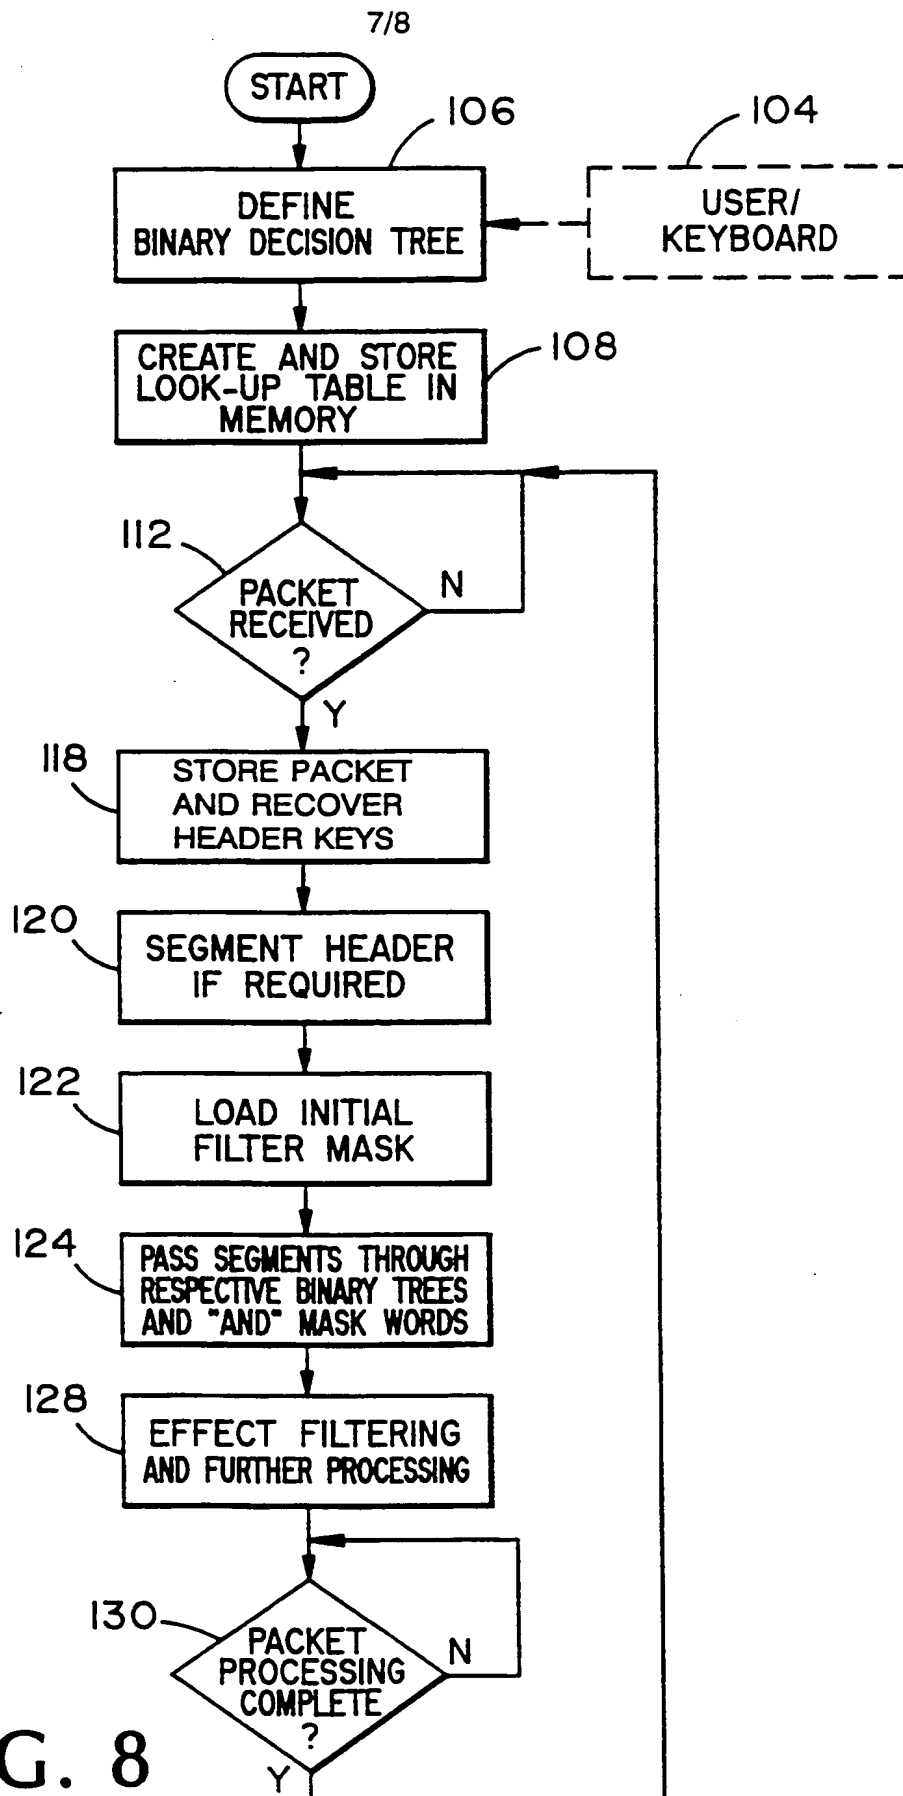 7/8
START
106
104
DEFINE
BINARY DECISION TREE
USER/
KEYBOARD
CREATE AND STORE
LOOK-UP TABLE IN
MEMORY
108
112
PACKET
RECEIVED
?
N
Y
118
STORE PACKET
AND RECOVER
HEADER KEYS
120
SEGMENT HEADER
IF REQUIRED
122
LOAD INITIAL
FILTER MASK
124
PASS SEGMENTS THROUGH
RESPECTIVE BINARY TREES
AND "AND" MASK WORDS
128
EFFECT FILTERING
AND FURTHER PROCESSING
130
PACKET
PROCESSING
COMPLETE
?
N
Y
G. 8